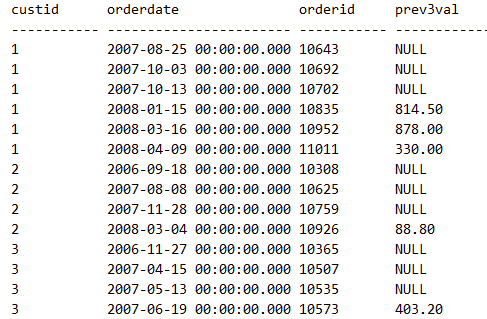 custid orderdate orderid prev3val
----------- ----------------------- ----------- ------------
1 2007-08-25 00:00:00.000 10643 NULL
1 2007-10-03 00:00:00.000 10692 NULL
1 2007-10-13 00:00:00.000 10702 NULL
1 2008-01-15 00:00:00.000 10835 814.50
1 2008-03-16 00:00:00.000 10952 878.00
1 2008-04-09 00:00:00.000 11011 330.00
2 2006-09-18 00:00:00.000 10308 NULL
2 2007-08-08 00:00:00.000 10625 NULL
2 2007-11-28 00:00:00.000 10759 NULL
2 2008-03-04 00:00:00.000 10926 88.80
3 2006-11-27 00:00:00.000 10365 NULL
3 2007-04-15 00:00:00.000 10507 NULL
3 2007-05-13 00:00:00.000 10535 NULL
3 2007-06-19 00:00:00.000 10573 403.20